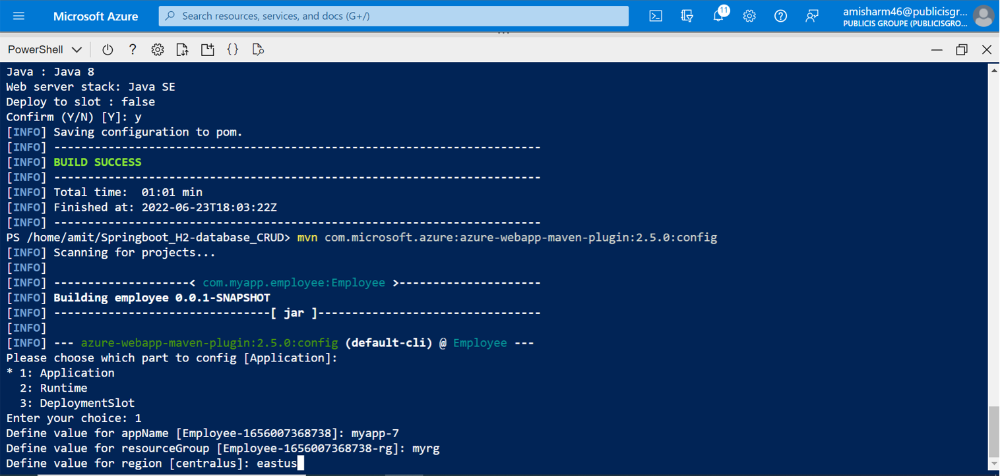 Microsoft Azure
Search resources, services, and docs (G+/)
11
amisharm46@publicisgr...
PUBLICIS GROUPE (PUBLICISGRO...
PowerShell
Java : Java 8
Web server stack: Java SE
Deploy to slot : false
Confirm (Y/N) [Y]: y
[INFO] Saving configuration to pom.
[INFO] ------------------------------------------------------------------------
[INFO] BUILD SUCCESS
[INFO] ------------------------------------------------------------------------
[INFO] Total time:  01:01 min
[INFO] Finished at: 2022-06-23T18:03:22Z
[INFO] ------------------------------------------------------------------------
PS /home/amit/Springboot_H2-database_CRUD> mvn com.microsoft.azure:azure-webapp-maven-plugin:2.5.0:config
[INFO] Scanning for projects...
[INFO]
[INFO] --------------------< com.myapp.employee:Employee >---------------------
[INFO] Building employee 0.0.1-SNAPSHOT
[INFO] --------------------------------[ jar ]---------------------------------
[INFO]
[INFO] --- azure-webapp-maven-plugin:2.5.0:config (default-cli) @ Employee ---
Please choose which part to config [Application]:
* 1: Application
  2: Runtime
  3: DeploymentSlot
Enter your choice: 1
Define value for appName [Employee-1656007368738]: myapp-7
Define value for resourceGroup [Employee-1656007368738-rg]: myrg
Define value for region [centralus]: eastus